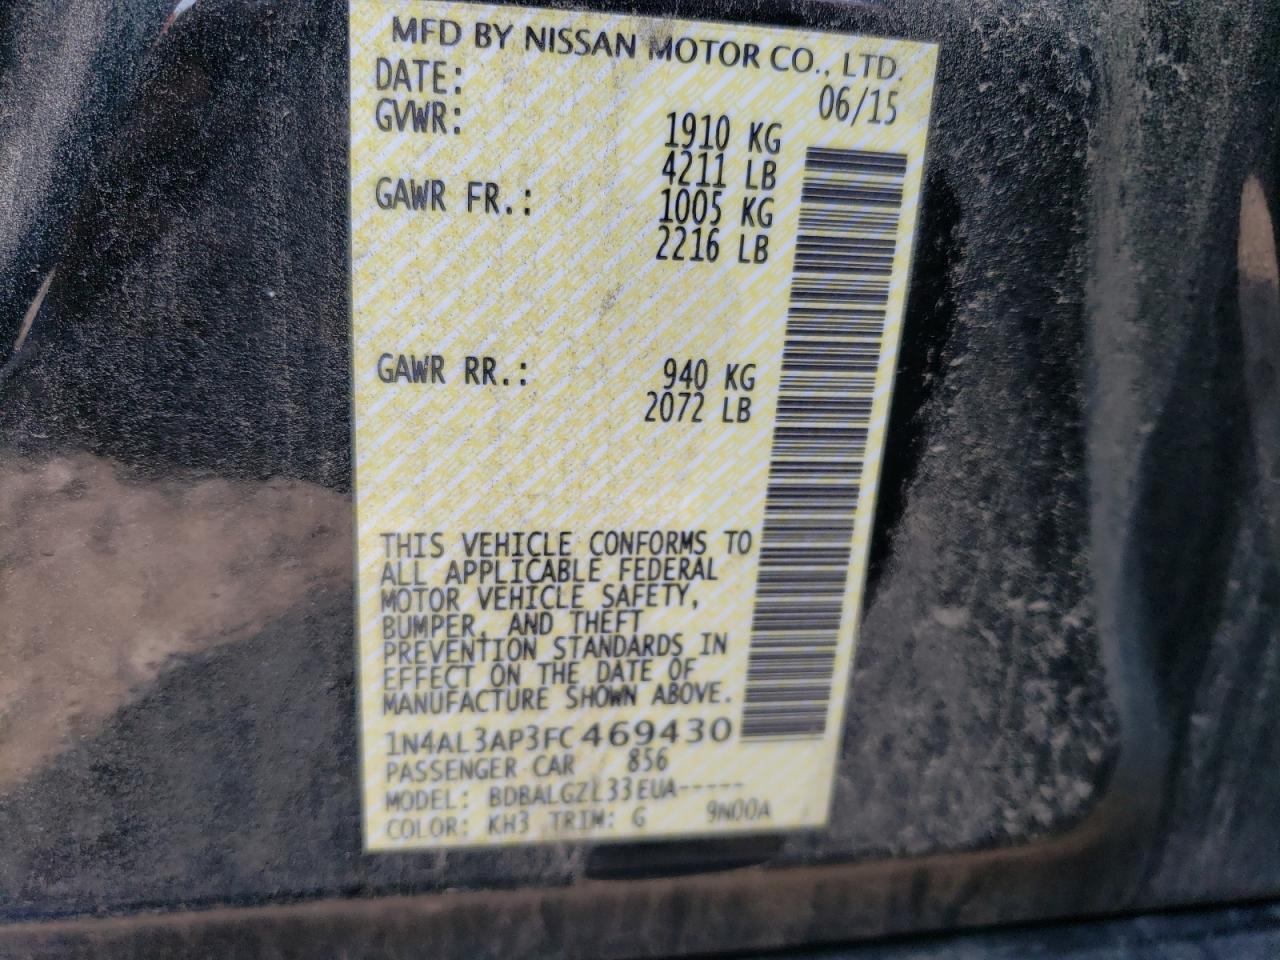 MFD BY NISSAN MOTOR CO., LTD.
DATE: 06/15
GVWR: 1910 KG
4211 LB
GAWR FR.: 1005 KG
2216 LB
GAWR RR.: 940 KG
2072 LB
THIS VEHICLE CONFORMS TO
ALL APPLICABLE FEDERAL
MOTOR VEHICLE SAFETY,
BUMPER, AND THEFT
PREVENTION STANDARDS IN
EFFECT ON THE DATE OF
MANUFACTURE SHOWN ABOVE.
1N4AL3AP3FC469430
PASSENGER CAR 856
MODEL: BDBALGZL33EUA-----
COLOR: KH3 TRIM: G 9N00A